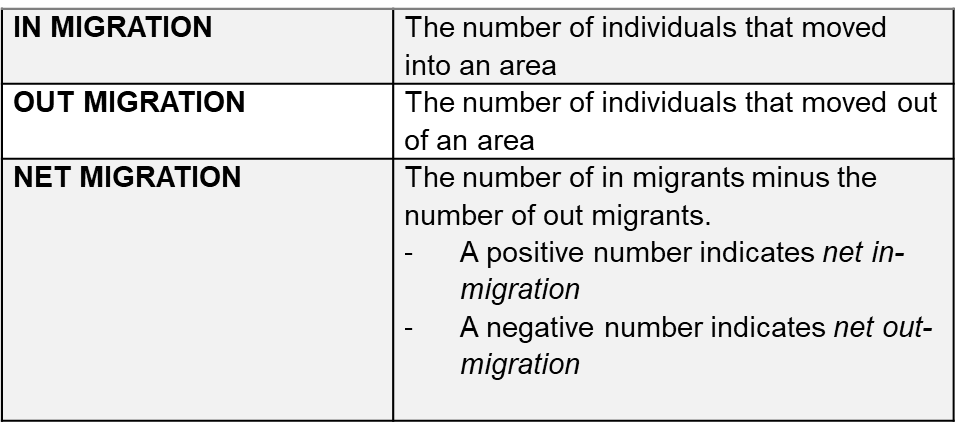 IN MIGRATION
The number of individuals that moved
into an area
OUT MIGRATION
The number of individuals that moved out
of an area
NET MIGRATION
The number of in migrants minus the
number of out migrants.
- A positive number indicates net in-
migration
- A negative number indicates net out-
migration